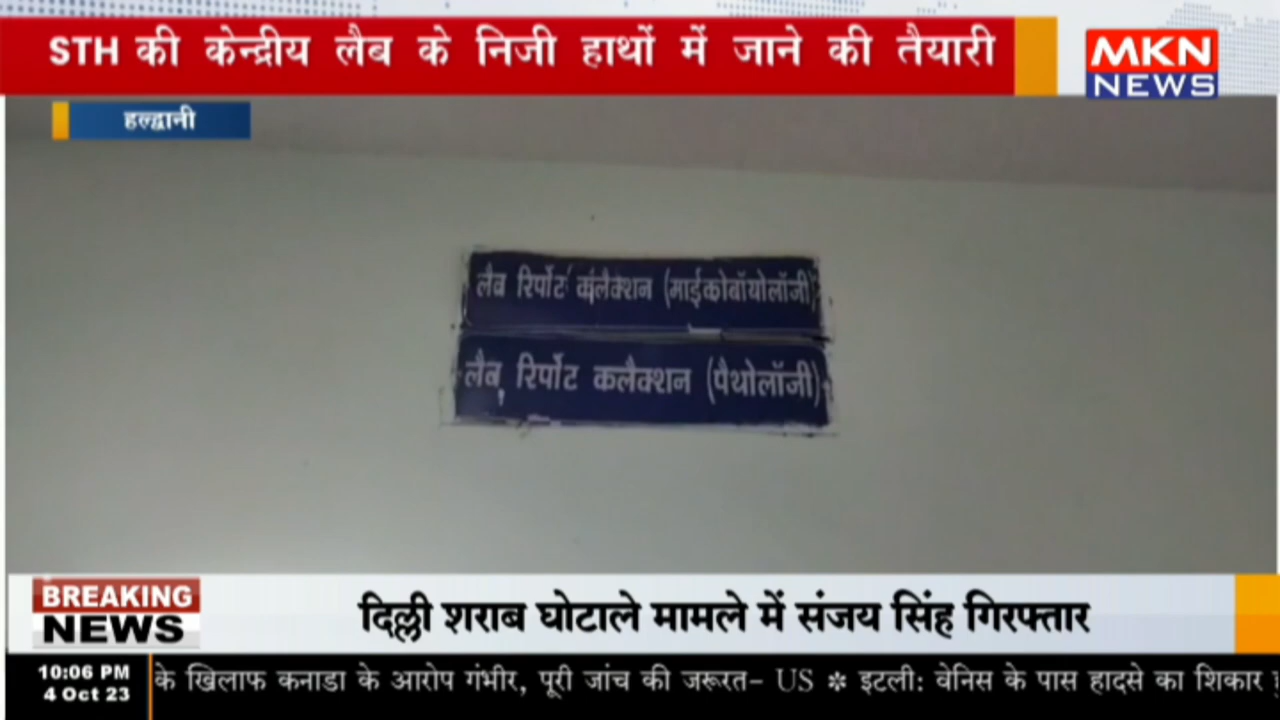 STH की केन्द्रीय लैब के निजी हाथों में जाने की तैयारी
MKN
NEWS
हल्द्वानी
लैब रिर्पोट कलैक्शन (माईकोबॉयोलॉजी)
लैब रिर्पोट कलैक्शन (पैथोलॉजी)
BREAKING
NEWS
दिल्ली शराब घोटाले मामले में संजय सिंह गिरफ्तार
10:06 PM
4 Oct 23
के खिलाफ कनाडा के आरोप गंभीर, पूरी जांच की जरूरत– US ✽ इटली: वेनिस के पास हादसे का शिकार